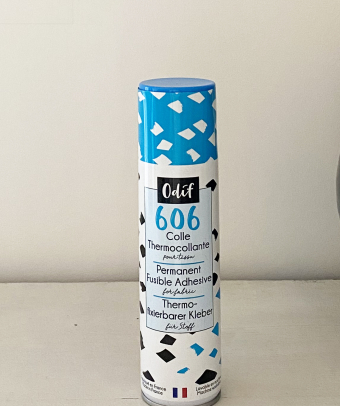 Odif
606
Colle
Thermocollante
pour tissu
Permanent
Fusible Adhesive
for fabric
Thermo-
fixierbarer Kleber
für Stoff